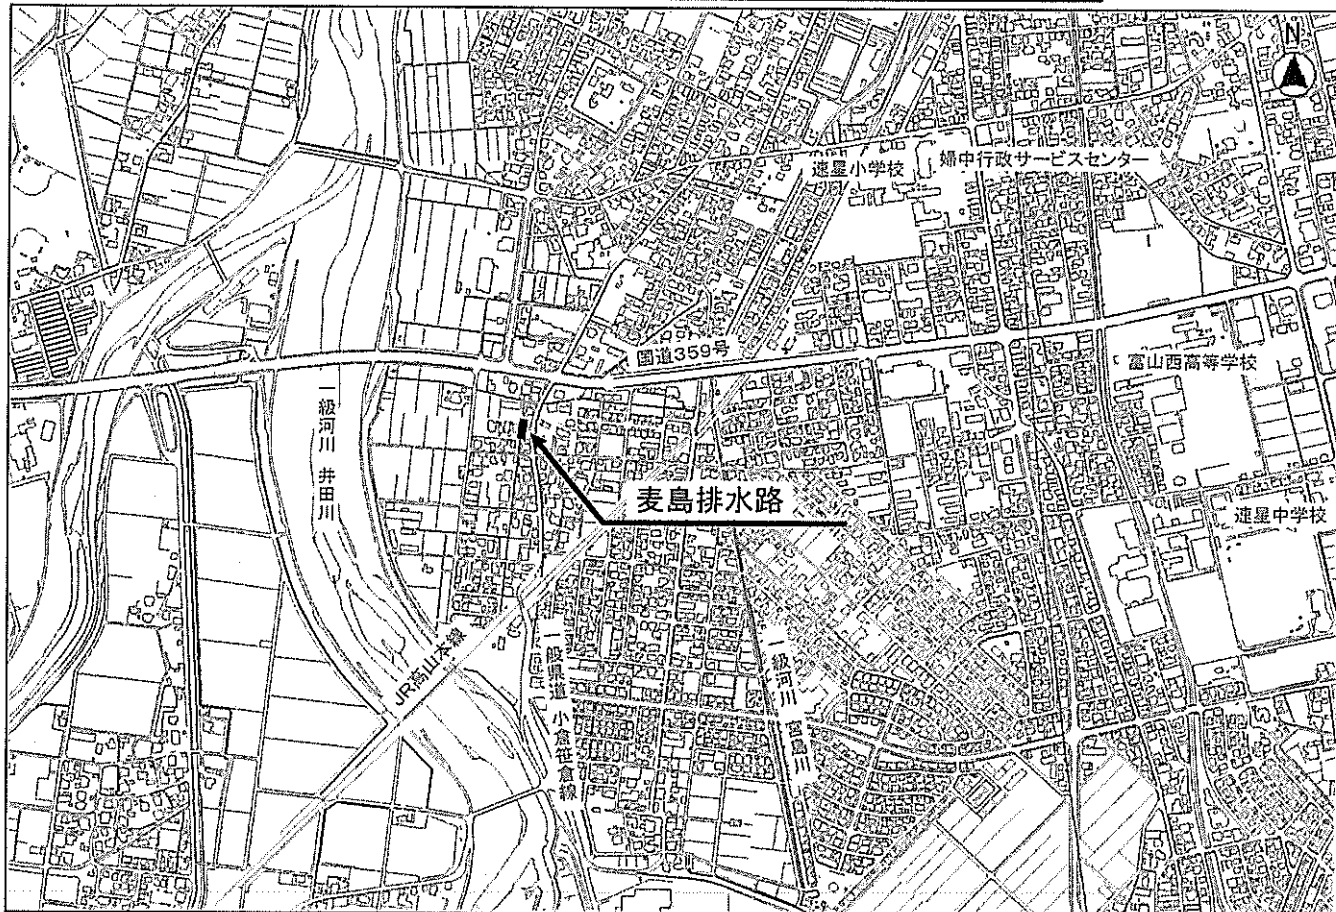 N
婦中行政サービスセンター
速星小学校
国道359号
富山西高等学校
一級河川 井田川
麦島排水路
速星中学校
JR高山本線
一般県道 小倉笹倉線
一級河川 宮島川